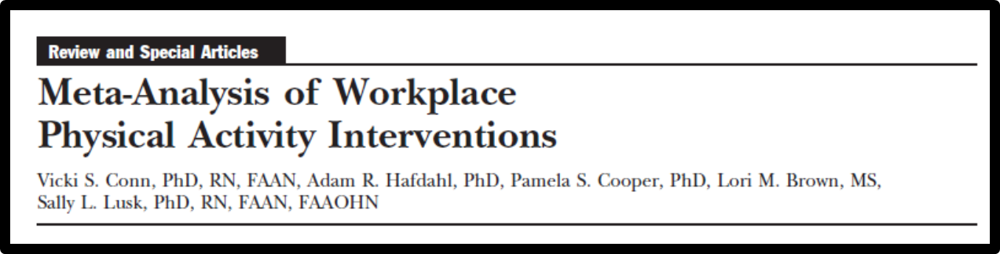 Review and Special Articles
Meta-Analysis of Workplace
Physical Activity Interventions
Vicki S. Conn, PhD, RN, FAAN, Adam R. Hafdahl, PhD, Pamela S. Cooper, PhD, Lori M. Brown, MS,
Sally L. Lusk, PhD, RN, FAAN, FAAOHN